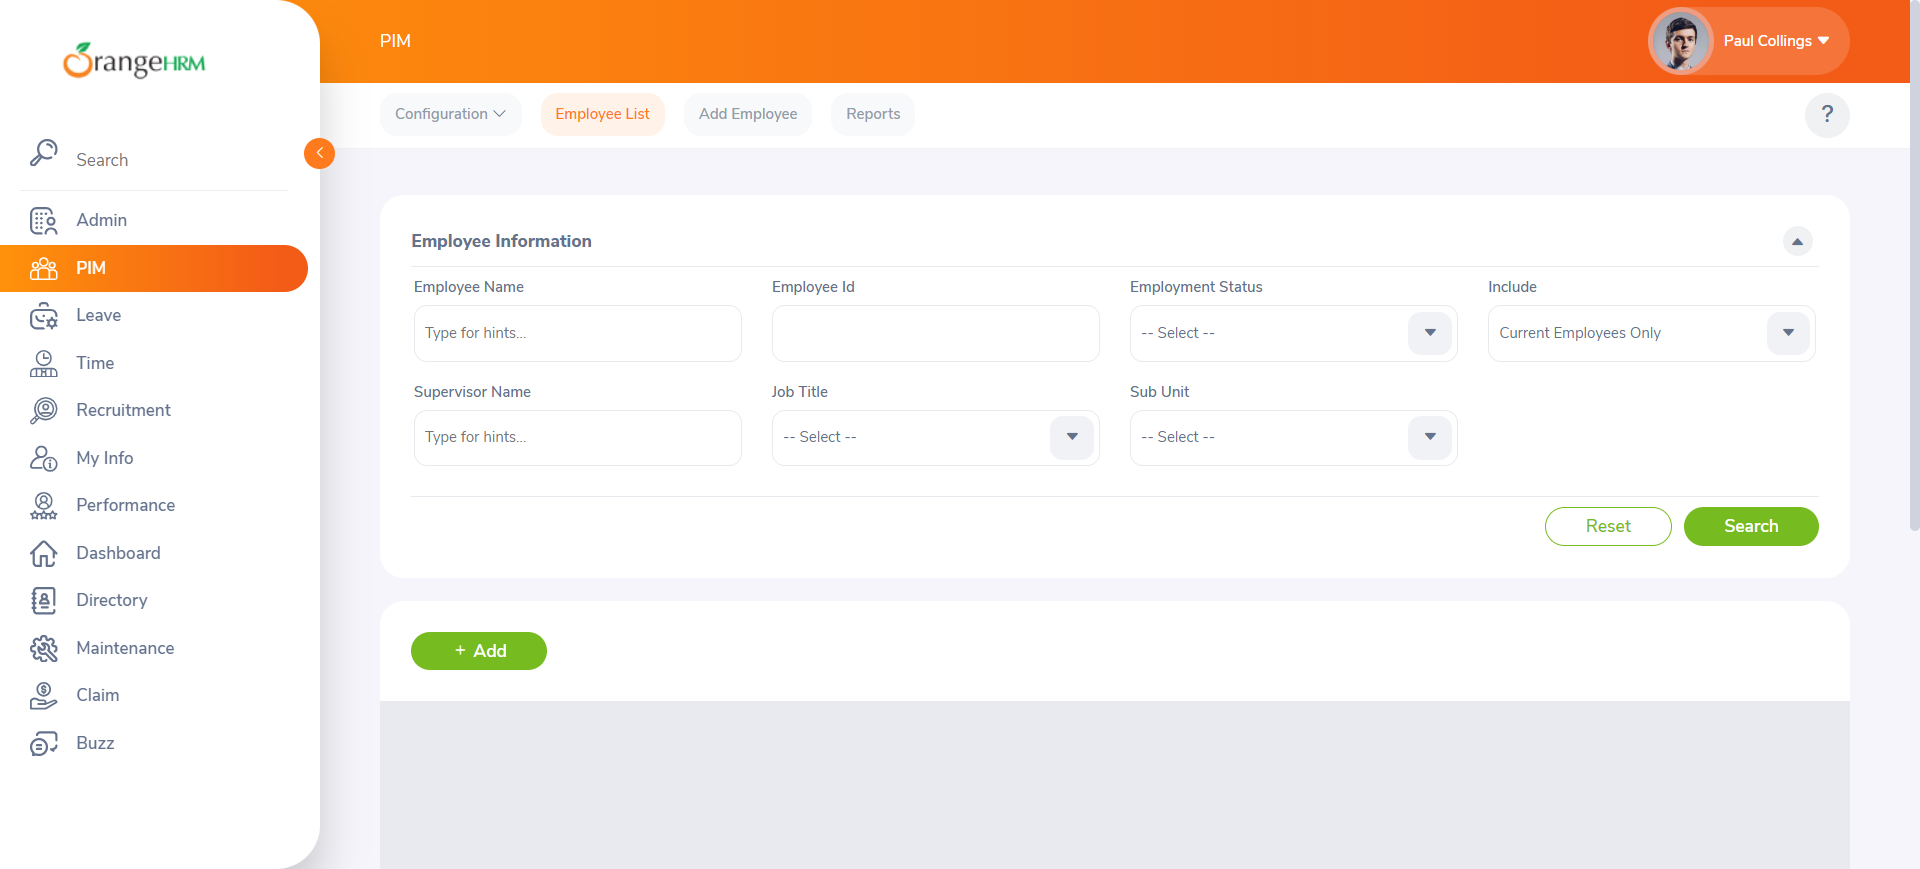 OrangeHRM
Search
Admin
PIM
Leave
Time
Recruitment
My Info
Performance
Dashboard
Directory
Maintenance
Claim
Buzz
PIM
Paul Collings
Configuration
Employee List
Add Employee
Reports
?
Employee Information
Employee Name
Employee Id
Employment Status
Include
Type for hints...
-- Select --
Current Employees Only
Supervisor Name
Job Title
Sub Unit
Type for hints...
-- Select --
-- Select --
Reset
Search
+ Add